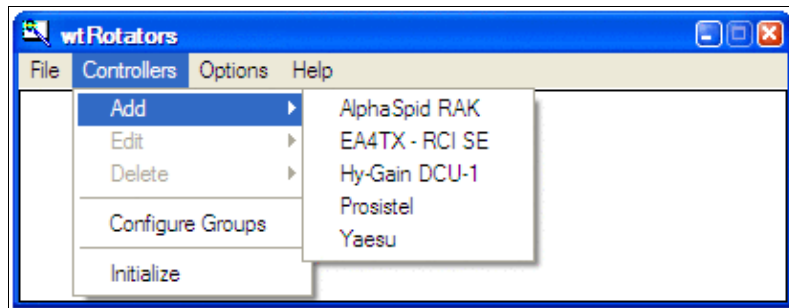 wtRotators
File Controllers Options Help
Add
Edit
Delete
Configure Groups
Initialize
AlphaSpid RAK
EA4TX - RCI SE
Hy-Gain DCU-1
Prosistel
Yaesu